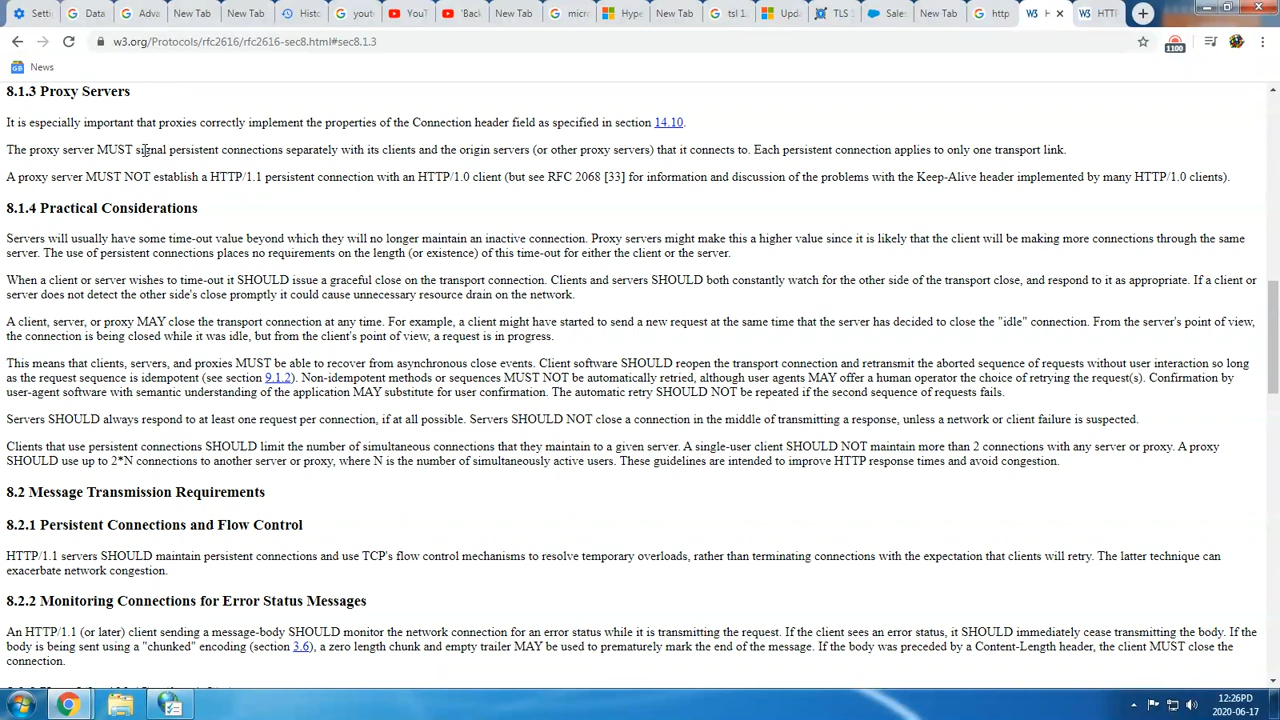 Setti
Data
Adva
New Tab
New Tab
Histo
yout
YouT
'Back
New Tab
micr
Hype
New Tab
tsl 1
Upda
TLS
Sales
New Tab
W3
H
W3
HTTP
w3.org/Protocols/rfc2616/rfc2616-sec8.html#sec8.1.3
1100
GB
News
8.1.3 Proxy Servers
It is especially important that proxies correctly implement the properties of the Connection header field as specified in section 14.10.
The proxy server MUST signal persistent connections separately with its clients and the origin servers (or other proxy servers) that it connects to. Each persistent connection applies to only one transport link.
A proxy server MUST NOT establish a HTTP/1.1 persistent connection with an HTTP/1.0 client (but see RFC 2068 [33] for information and discussion of the problems with the Keep-Alive header implemented by many HTTP/1.0 clients).
8.1.4 Practical Considerations
Servers will usually have some time-out value beyond which they will no longer maintain an inactive connection. Proxy servers might make this a higher value since it is likely that the client will be making more connections through the same
server. The use of persistent connections places no requirements on the length (or existence) of this time-out for either the client or the server.
When a client or server wishes to time-out it SHOULD issue a graceful close on the transport connection. Clients and servers SHOULD both constantly watch for the other side of the transport close, and respond to it as appropriate. If a client or
server does not detect the other side's close promptly it could cause unnecessary resource drain on the network.
A client, server, or proxy MAY close the transport connection at any time. For example, a client might have started to send a new request at the same time that the server has decided to close the "idle" connection. From the server's point of view,
the connection is being closed while it was idle, but from the client's point of view, a request is in progress.
This means that clients, servers, and proxies MUST be able to recover from asynchronous close events. Client software SHOULD reopen the transport connection and retransmit the aborted sequence of requests without user interaction so long
as the request sequence is idempotent (see section 9.1.2). Non-idempotent methods or sequences MUST NOT be automatically retried, although user agents MAY offer a human operator the choice of retrying the request(s). Confirmation by
user-agent software with semantic understanding of the application MAY substitute for user confirmation. The automatic retry SHOULD NOT be repeated if the second sequence of requests fails.
Servers SHOULD always respond to at least one request per connection, if at all possible. Servers SHOULD NOT close a connection in the middle of transmitting a response, unless a network or client failure is suspected.
Clients that use persistent connections SHOULD limit the number of simultaneous connections that they maintain to a given server. A single-user client SHOULD NOT maintain more than 2 connections with any server or proxy. A proxy
SHOULD use up to 2*N connections to another server or proxy, where N is the number of simultaneously active users. These guidelines are intended to improve HTTP response times and avoid congestion.
8.2 Message Transmission Requirements
8.2.1 Persistent Connections and Flow Control
HTTP/1.1 servers SHOULD maintain persistent connections and use TCP's flow control mechanisms to resolve temporary overloads, rather than terminating connections with the expectation that clients will retry. The latter technique can
exacerbate network congestion.
8.2.2 Monitoring Connections for Error Status Messages
An HTTP/1.1 (or later) client sending a message-body SHOULD monitor the network connection for an error status while it is transmitting the request. If the client sees an error status, it SHOULD immediately cease transmitting the body. If the
body is being sent using a "chunked" encoding (section 3.6), a zero length chunk and empty trailer MAY be used to prematurely mark the end of the message. If the body was preceded by a Content-Length header, the client MUST close the
connection.
12:26PD
2020-06-17